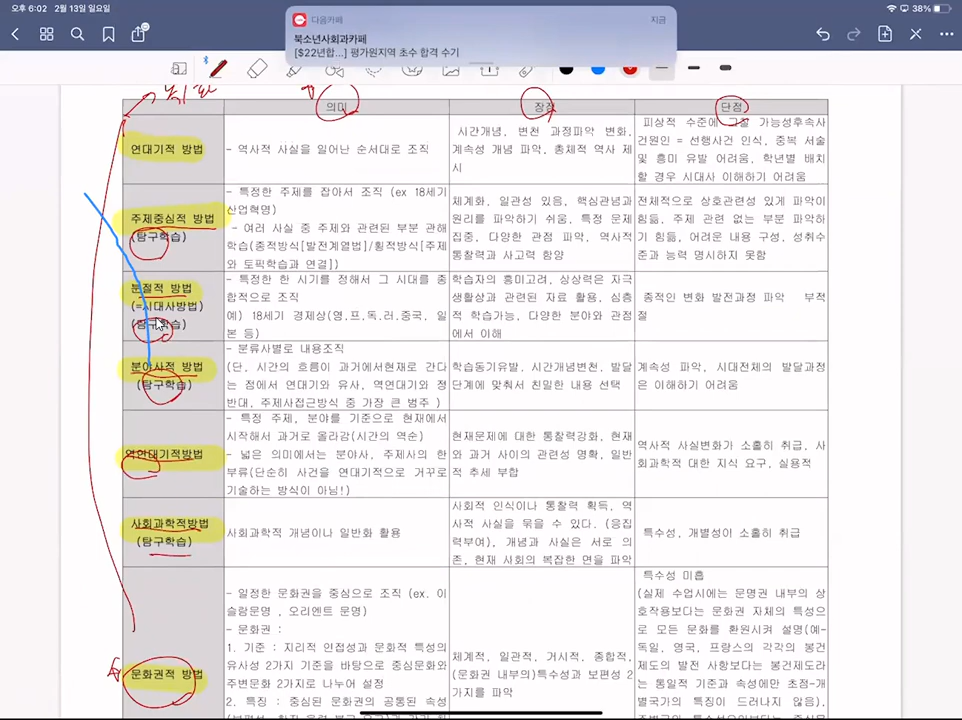 오후 6:02 2월 13일 일요일
38%
다음카페
지금
북소년사회과카페
[$22년합...] 평가원지역 초수 합격 수기
의미
장점
단점
연대기적 방법
- 역사적 사실을 일어난 순서대로 조직
시간개념, 변천 과정파악 변화,
계속성 개념 파악, 총체적 역사 제
시
피상적 수준에 그칠 가능성후속사
건원인 = 선행사건 인식, 중복 서술
및 흥미 유발 어려움, 학년별 배치
할 경우 시대사 이해하기 어려움
주제중심적 방법
(탐구학습)
- 특정한 주제를 잡아서 조직 (ex 18세기
산업혁명)
- 여러 사실 중 주제와 관련된 부분 관해
학습(종적방식[발전계열법]/횡적방식[주제
와 토픽학습과 연결])
체계화, 일관성 있음, 핵심관념과
원리를 파악하기 쉬움, 특정 문제
집중, 다양한 관점 파악, 역사적
통찰력과 사고력 함양
전체적으로 상호관련성 있게 파악이
힘듦, 주제 관련 없는 부분 파악하
기 힘듦, 어려운 내용 구성, 성취수
준과 능력 명시하지 못함
분절적 방법
(=시대사방법)
(탐구학습)
- 특정한 한 시기를 정해서 그 시대를 종
합적으로 조직
예) 18세기 경제상(영,프,독,러,중국, 일
본 등)
학습자의 흥미고려, 상상력은 자극
생활상과 관련된 자료 활용, 심층
적 학습가능, 다양한 분야와 관점
에서 이해
종적인 변화 발전과정 파악 부적
절
분야사적 방법
(탐구학습)
- 분류사별로 내용조직
(단, 시간의 흐름이 과거에서현재로 간다
는 점에서 연대기와 유사, 역연대기와 정
반대, 주제사접근방식 중 가장 큰 범주 )
학습동기유발, 시간개념변천, 발달
단계에 맞춰서 친밀한 내용 선택
계속성 파악, 시대전체의 발달과정
은 이해하기 어려움
역연대기적방법
- 특정 주제, 분야를 기준으로 현재에서
시작해서 과거로 올라감(시간의 역순)
- 넓은 의미에서는 분야사, 주제사의 한
부류(단순히 사건을 연대기적으로 거꾸로
기술하는 방식이 아님!)
현재문제에 대한 통찰력강화, 현재
와 과거 사이의 관련성 명확, 일반
적 추세 부합
역사적 사실변화가 소홀히 취급, 사
회과학적 대한 지식 요구, 실용적
사회과학적방법
(탐구학습)
사회과학적 개념이나 일반화 활용
사회적 인식이나 통찰력 획득, 역
사적 사실을 묶을 수 있다. (응집
력부여), 개념과 사실은 서로 의
존, 현재 사회의 복잡한 면을 파악
특수성, 개별성이 소홀히 취급
문화권적 방법
- 일정한 문화권을 중심으로 조직 (ex. 이
슬람문명 , 오리엔트 문명)
- 문화권 :
1. 기준 : 지리적 인접성과 문화적 특성의
유사성 2가지 기준을 바탕으로 중심문화와
주변문화 2가지로 나누어 설정
2. 특징 : 중심된 문화권의 공통된 속성
체계적, 일관적, 거시적, 종합적,
(문화권 내부의)특수성과 보편성 2
가지를 파악
특수성 미흡
(실제 수업시에는 문명권 내부의 상
호작용보다는 문화권 자체의 특성으
로 모든 문화를 환원시켜 설명(예-
독일, 영국, 프랑스의 각각의 봉건
제도의 발전 사항보다는 봉건제도라
는 통일적 기준과 속성에만 초점-개
별국가의 특징이 드러나지 않음).